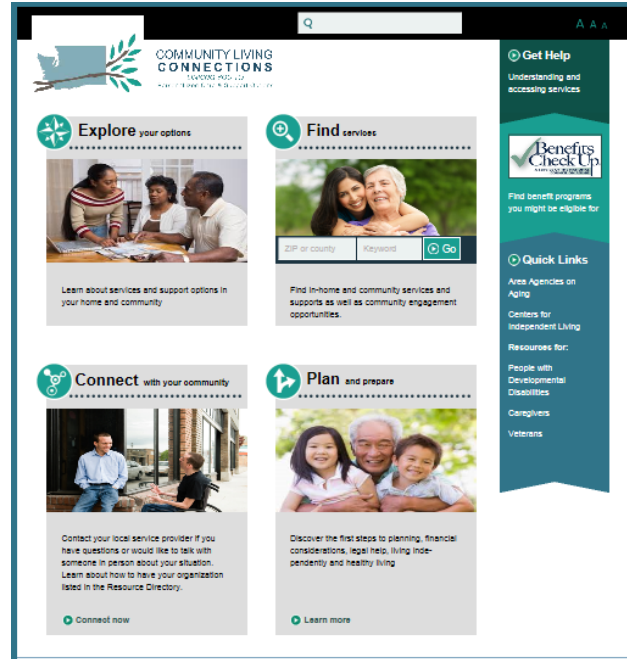 A A A
COMMUNITY LIVING
CONNECTIONS
Get Help
Understanding and
accessing services
Benefits
Check Up
Find benefit programs
you might be eligible for
Quick Links
Area Agencies on
Aging
Centers for
Independent Living
Resources for:
People with
Developmental
Disabilities
Caregivers
Veterans
Explore your options
Learn about services and support options in
your home and community
Find services
ZIP or county Keyword Go
Find in-home and community services and
supports as well as community engagement
opportunities.
Connect with your community
Contact your local service provider if you
have questions or would like to talk with
someone in person about your situation.
Learn about how to have your organization
listed in the Resource Directory.
Connect now
Plan and prepare
Discover the first steps to planning, financial
considerations, legal help, living inde-
pendently and healthy living
Learn more